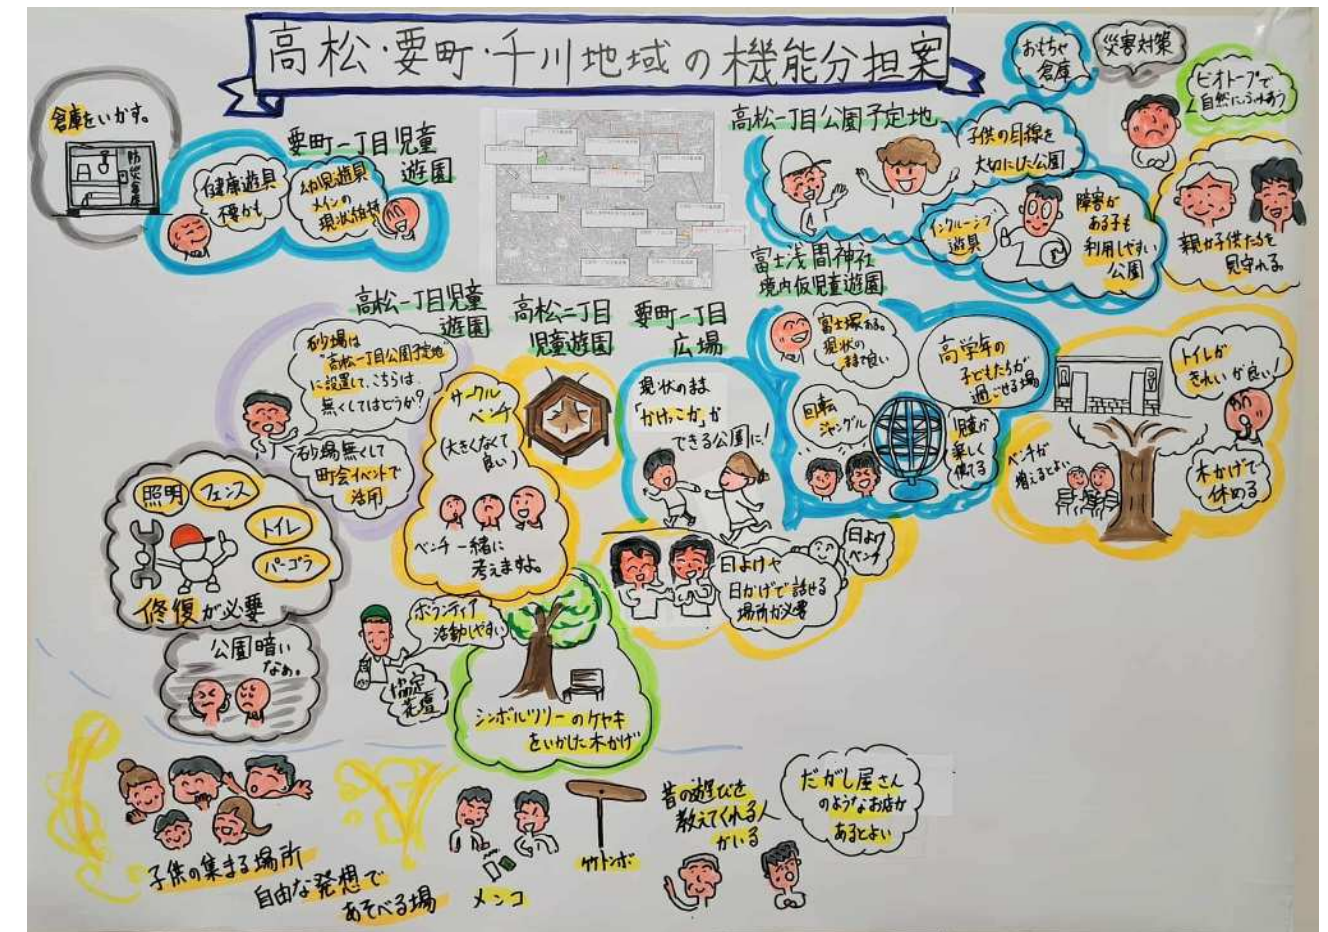 高松・要町・千川地域の機能分担案
おもちゃ
倉庫
災害対策
ビオトープで
自然にふれあう
倉庫をいかす。
防災倉庫
要町一丁目児童
遊園
健康遊具
不要かも
幼児遊具
メインの
現状維持
高松一丁目公園予定地
子供の目線を
大切にした公園
インクルーシブ
遊具
障害が
ある子も
利用しやすい
公園
親が子供たちを
見守れる
高松一丁目児童
遊園
砂場は
"高松一丁目公園予定地"
に設置して、こちらは
無くしてはどうか?
砂場無くして
町会イベントで
活用
高松二丁目
児童遊園
サークル
ベンチ
(大きくなくて
良い)
ベンチ一緒に
考えますよ。
要町一丁目
広場
現状のまま
「かけっこ」が
できる公園に!
日よけや
日かげで話せる
場所が必要
日よけ
ベンチ
富士浅間神社
境内仮児童遊園
富士塚ある。
現状の
ままで良い
回転
ジャングル
高学年の
子どもたちが
過ごせる場
児童が
楽しく
使てる
トイレが
きれいが良い!
ベンチが
増えるとよい
木かげで
休める
照明
フェンス
トイレ
パーゴラ
修復が必要
公園暗い
なぁ。
ボランティア
活動しやすい
協定
花壇
シンボルツリーのケヤキ
をいかした木かげ
子供の集まる場所
自由な発想で
あそべる場
メンコ
竹トンボ
昔の遊びを
教えてくれる人
がいる
だがし屋さん
のようなお店が
あるとよい